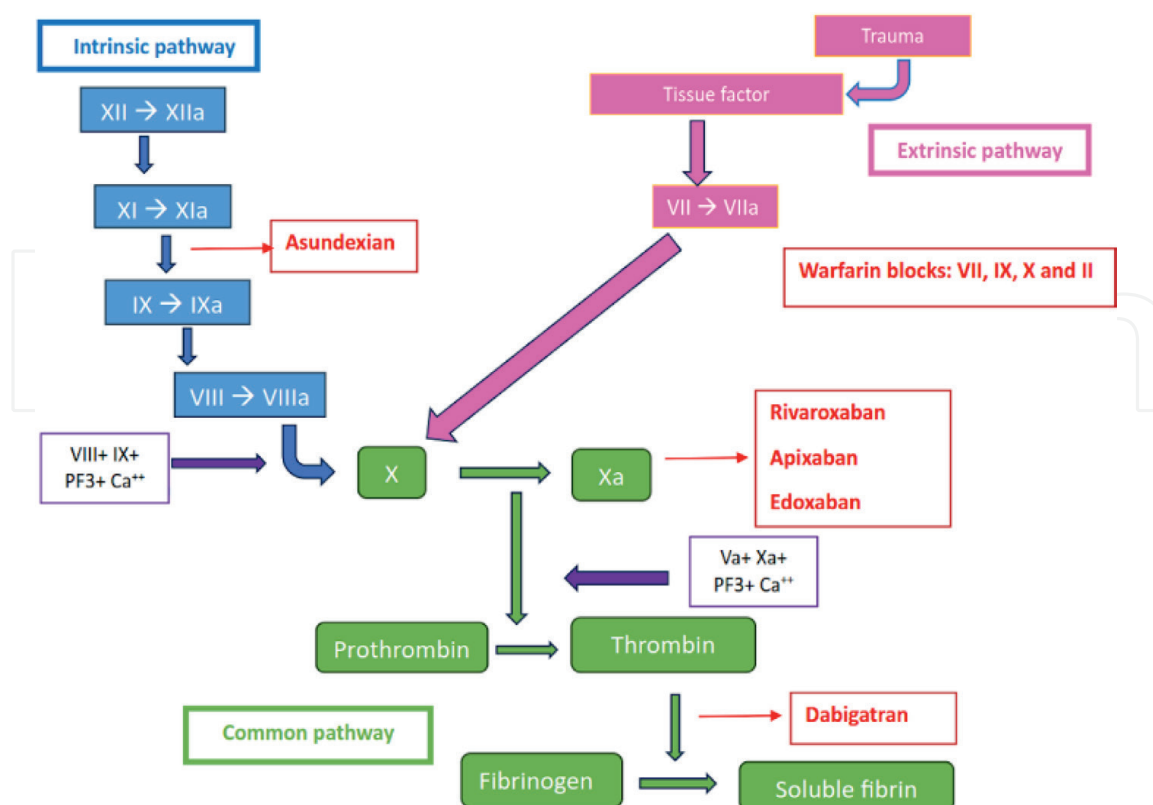 Intrinsic pathway
Trauma
Tissue factor
XII → XIIa
Extrinsic pathway
XI → XIa
VII → VIIa
Asundexian
Warfarin blocks: VII, IX, X and II
IX → IXa
VIII → VIIIa
Rivaroxaban
Apixaban
Edoxaban
VIII+ IX+
PF3+ Ca⁺⁺
X
Xa
Va+ Xa+
PF3+ Ca⁺⁺
Prothrombin
Thrombin
Common pathway
Dabigatran
Fibrinogen
Soluble fibrin